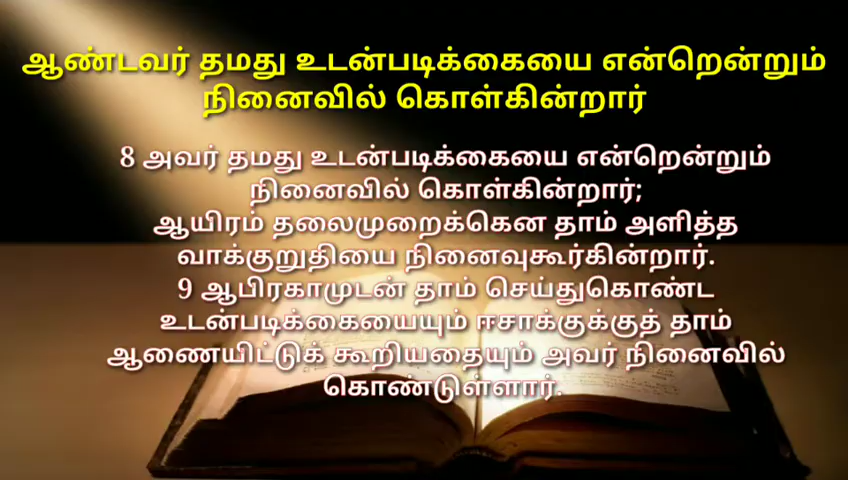 ஆண்டவர் தமது உடன்படிக்கையை என்றென்றும்
நினைவில் கொள்கின்றார்
8 அவர் தமது உடன்படிக்கையை என்றென்றும்
நினைவில் கொள்கின்றார்;
ஆயிரம் தலைமுறைக்கென தாம் அளித்த
வாக்குறுதியை நினைவுகூர்கின்றார்.
9 ஆபிரகாமுடன் தாம் செய்துகொண்ட
உடன்படிக்கையையும் ஈசாக்குக்குத் தாம்
ஆணையிட்டுக் கூறியதையும் அவர் நினைவில்
கொண்டுள்ளார்.